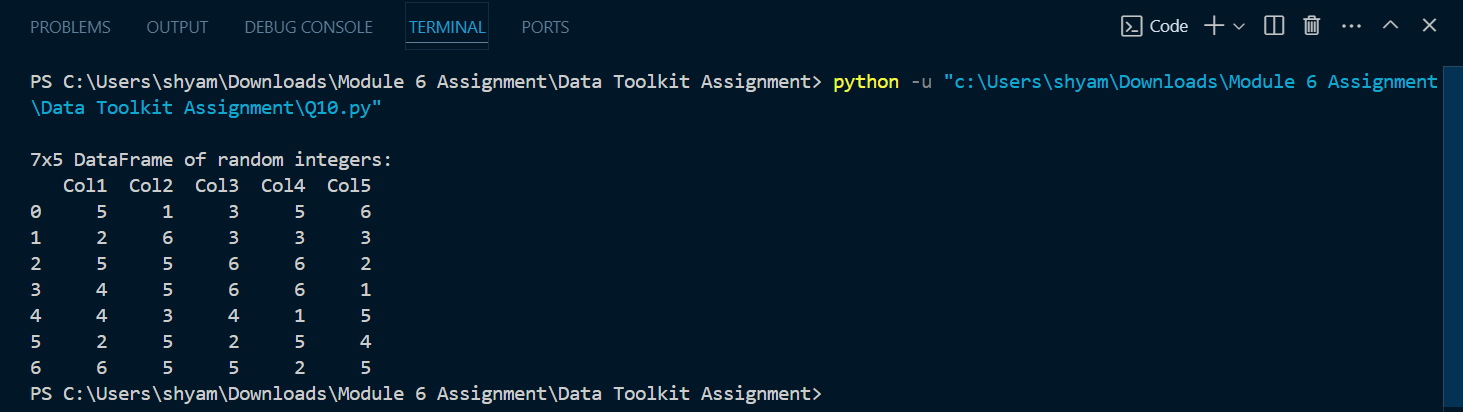 PROBLEMS OUTPUT DEBUG CONSOLE TERMINAL PORTS Code
PS C:\Users\shyam\Downloads\Module 6 Assignment\Data Toolkit Assignment> python -u "c:\Users\shyam\Downloads\Module 6 Assignment
\Data Toolkit Assignment\Q10.py"
7x5 DataFrame of random integers:
   Col1  Col2  Col3  Col4  Col5
0     5     1     3     5     6
1     2     6     3     3     3
2     5     5     6     6     2
3     4     5     6     6     1
4     4     3     4     1     5
5     2     5     2     5     4
6     6     5     5     2     5
PS C:\Users\shyam\Downloads\Module 6 Assignment\Data Toolkit Assignment>